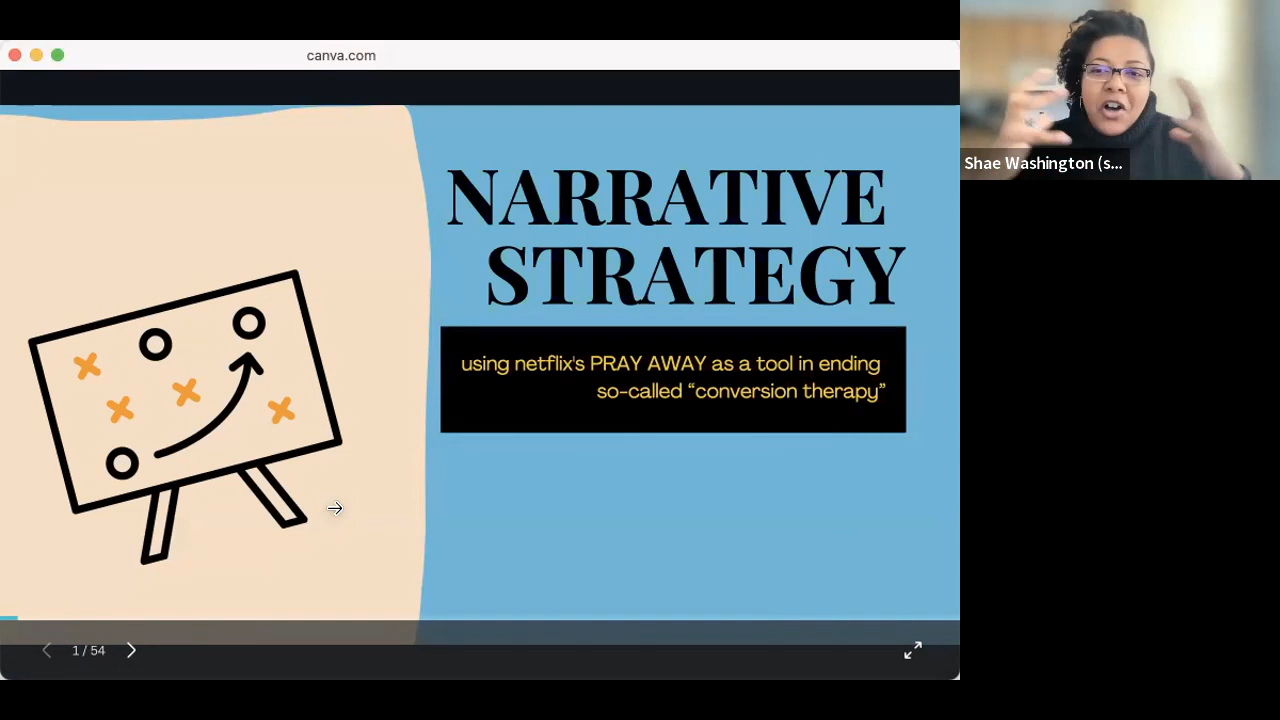 canva.com
Shae Washington (s...
NARRATIVE
STRATEGY
using netflix's PRAY AWAY as a tool in ending
so-called “conversion therapy”
1 / 54